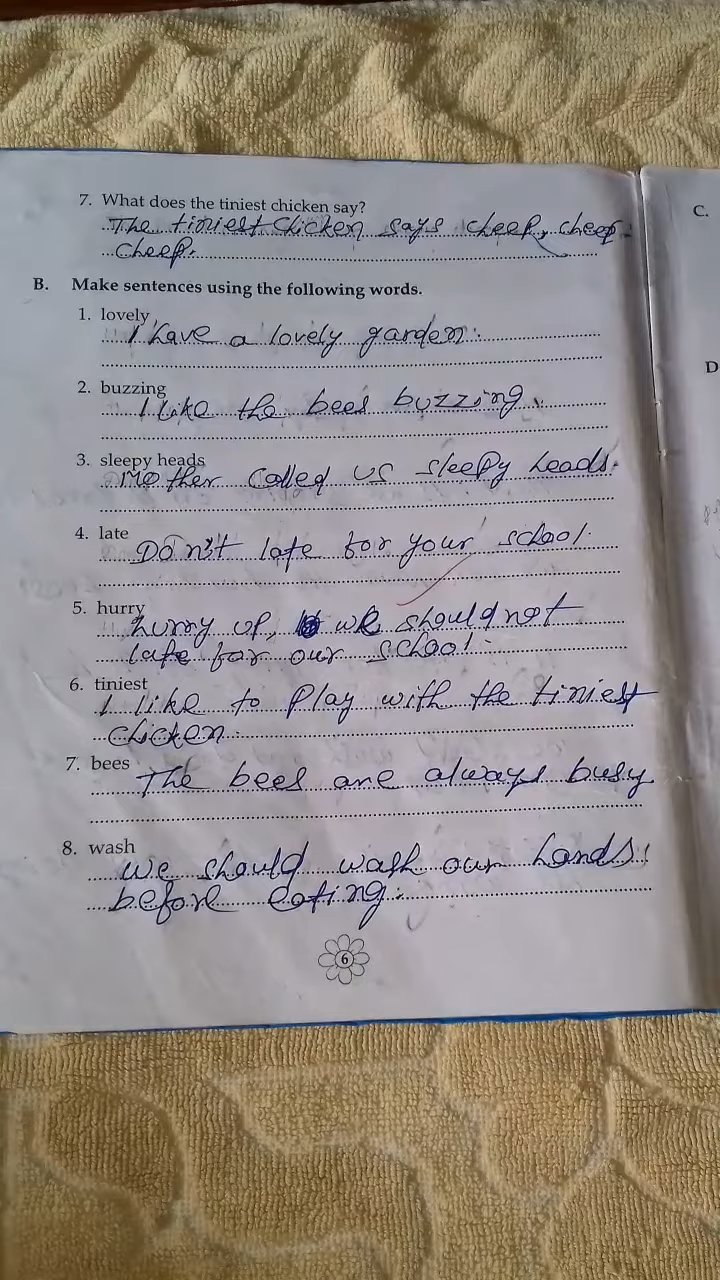 7. What does the tiniest chicken say?
The tiniest chicken says cheep, cheep
cheep.
B. Make sentences using the following words.
1. lovely
I have a lovely garden.
2. buzzing
I like the bees buzzing.
3. sleepy heads
Mother called us sleepy heads.
4. late
Don't late for your school.
5. hurry
hurry up, we should not
late for our school.
6. tiniest
I like to play with the tiniest
chicken.
7. bees
The bees are always busy
8. wash
we should wash our hands
before eating.
6
C.
D